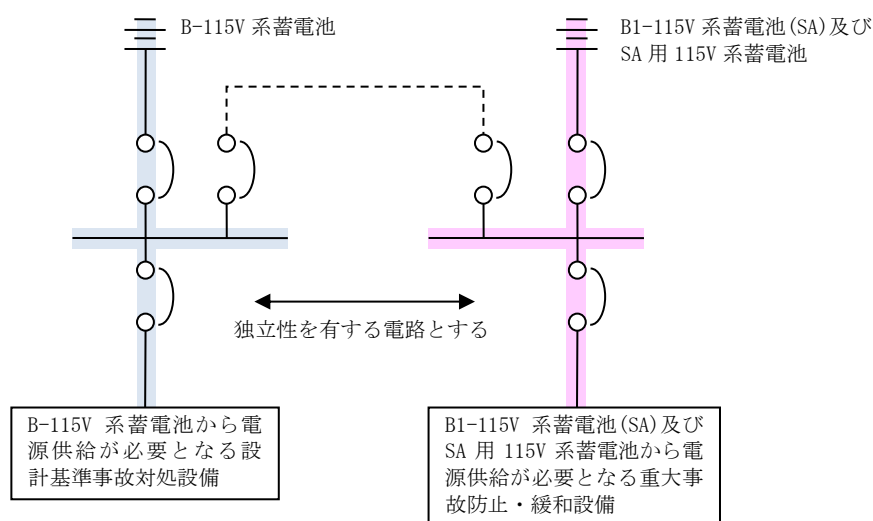 B-115V 系蓄電池
B1-115V 系蓄電池(SA)及び
SA 用 115V 系蓄電池
独立性を有する電路とする
B-115V 系蓄電池から電
源供給が必要となる設
計基準事故対処設備
B1-115V 系蓄電池(SA)及び
SA 用 115V 系蓄電池から電
源供給が必要となる重大事
故防止・緩和設備